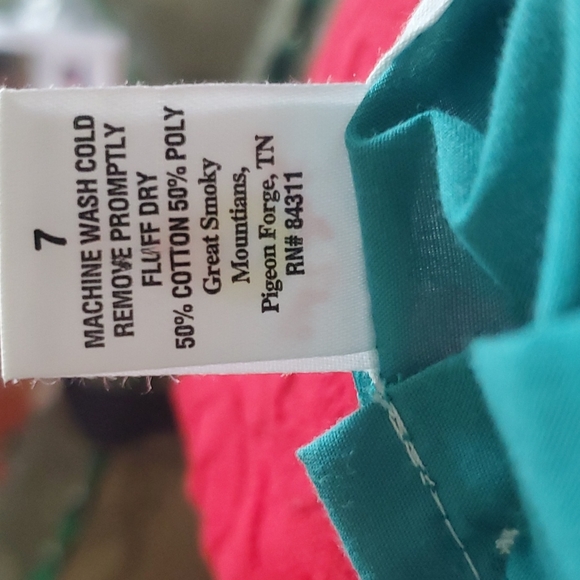 7
MACHINE WASH COLD
REMOVE PROMPTLY
FLUFF DRY
50% COTTON 50% POLY
Great Smoky
Mountians,
Pigeon Forge, TN
RN# 84311